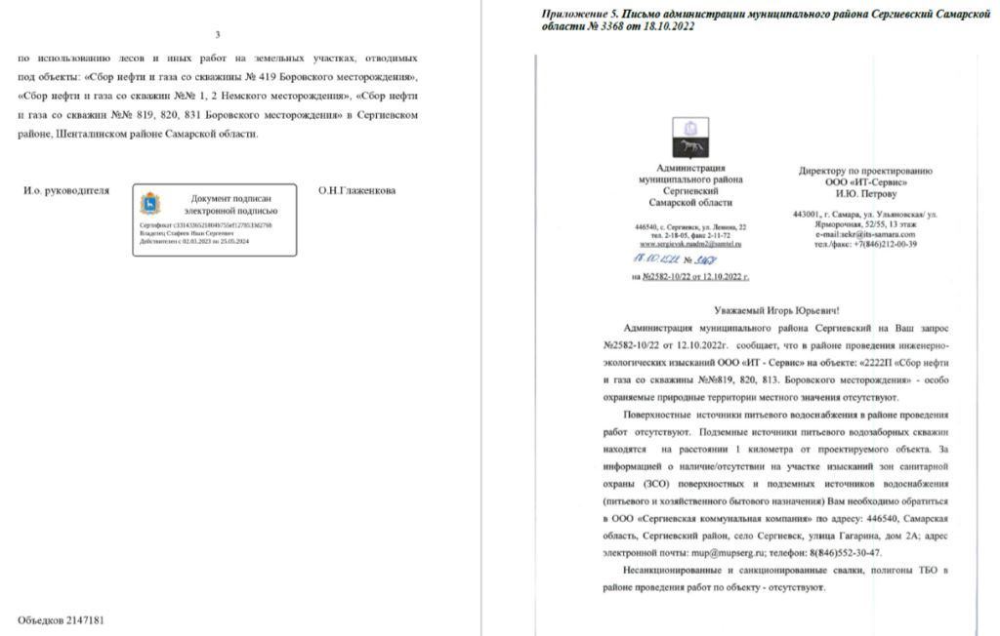 3
по использованию лесов и иных работ на земельных участках, отводимых
под объекты: «Сбор нефти и газа со скважины № 419 Боровского месторождения»,
«Сбор нефти и газа со скважин №№ 1, 2 Немского месторождения», «Сбор нефти
и газа со скважин №№ 819, 820, 831 Боровского месторождения» в Сергиевском
районе, Шенталинском районе Самарской области.
И.о. руководителя
Документ подписан
электронной подписью
Владелец Стафеев Иван Сергеевич
Действителен с 02.03.2023 по 25.05.2024
О.Н.Глаженкова
Объедков 2147181
Приложение 5. Письмо администрации муниципального района Сергиевский Самарской
области № 3368 от 18.10.2022
Администрация
муниципального района
Сергиевский
Самарской области
446540, с. Сергиевск, ул. Ленина, 22
тел. 2-18-05, факс 2-11-72
18.10.2022 № 3368
на №2582-10/22 от 12.10.2022 г.
Директору по проектированию
ООО «ИТ-Сервис»
И.Ю. Петрову
443001, г. Самара, ул. Ульяновская/ ул.
Ярморочная, 52/55, 13 этаж
e-mail:sekr@its-samara.com
тел./факс: +7(846)212-00-39
Уважаемый Игорь Юрьевич!
Администрация муниципального района Сергиевский на Ваш запрос
№2582-10/22 от 12.10.2022г. сообщает, что в районе проведения инженерно-
экологических изысканий ООО «ИТ - Сервис» на объекте: «2222П «Сбор нефти
и газа со скважины №№819, 820, 813. Боровского месторождения» - особо
охраняемые природные территории местного значения отсутствуют.
Поверхностные источники питьевого водоснабжения в районе проведения
работ отсутствуют. Подземные источники питьевого водозаборных скважин
находятся на расстоянии 1 километра от проектируемого объекта. За
информацией о наличие/отсутствии на участке изысканий зон санитарной
охраны (ЗСО) поверхностных и подземных источников водоснабжения
(питьевого и хозяйственного бытового назначения) Вам необходимо обратиться
в ООО «Сергиевская коммунальная компания» по адресу: 446540, Самарская
область, Сергиевский район, село Сергиевск, улица Гагарина, дом 2А; адрес
электронной почты: mup@mupserg.ru; телефон: 8(846)552-30-47.
Несанкционированные и санкционированные свалки, полигоны ТБО в
районе проведения работ по объекту - отсутствуют.